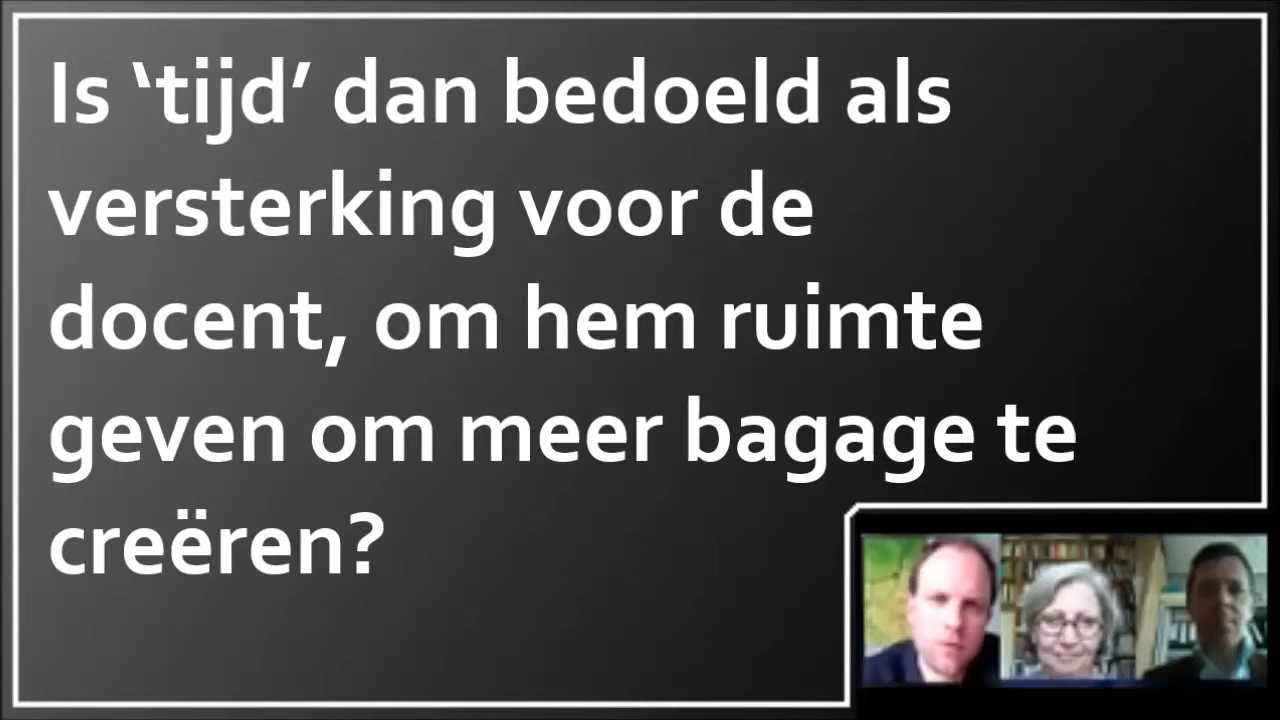 Is ‘tijd’ dan bedoeld als
versterking voor de
docent, om hem ruimte
geven om meer bagage te
creëren?